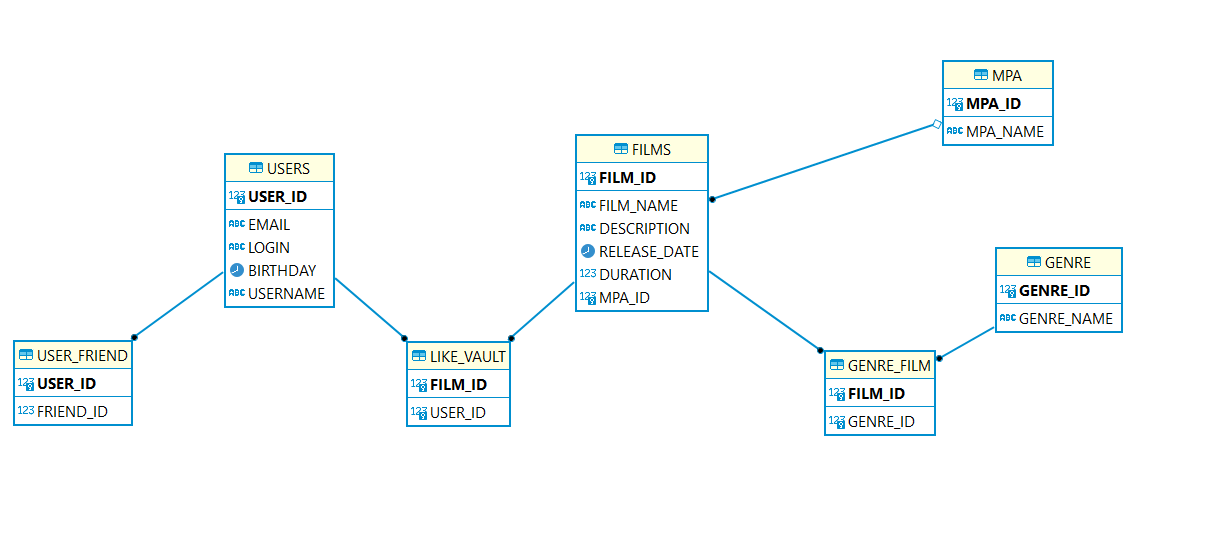 MPA
MPA_ID
MPA_NAME
FILMS
FILM_ID
FILM_NAME
DESCRIPTION
RELEASE_DATE
DURATION
MPA_ID
USERS
USER_ID
EMAIL
LOGIN
BIRTHDAY
USERNAME
GENRE
GENRE_ID
GENRE_NAME
USER_FRIEND
USER_ID
FRIEND_ID
LIKE_VAULT
FILM_ID
USER_ID
GENRE_FILM
FILM_ID
GENRE_ID